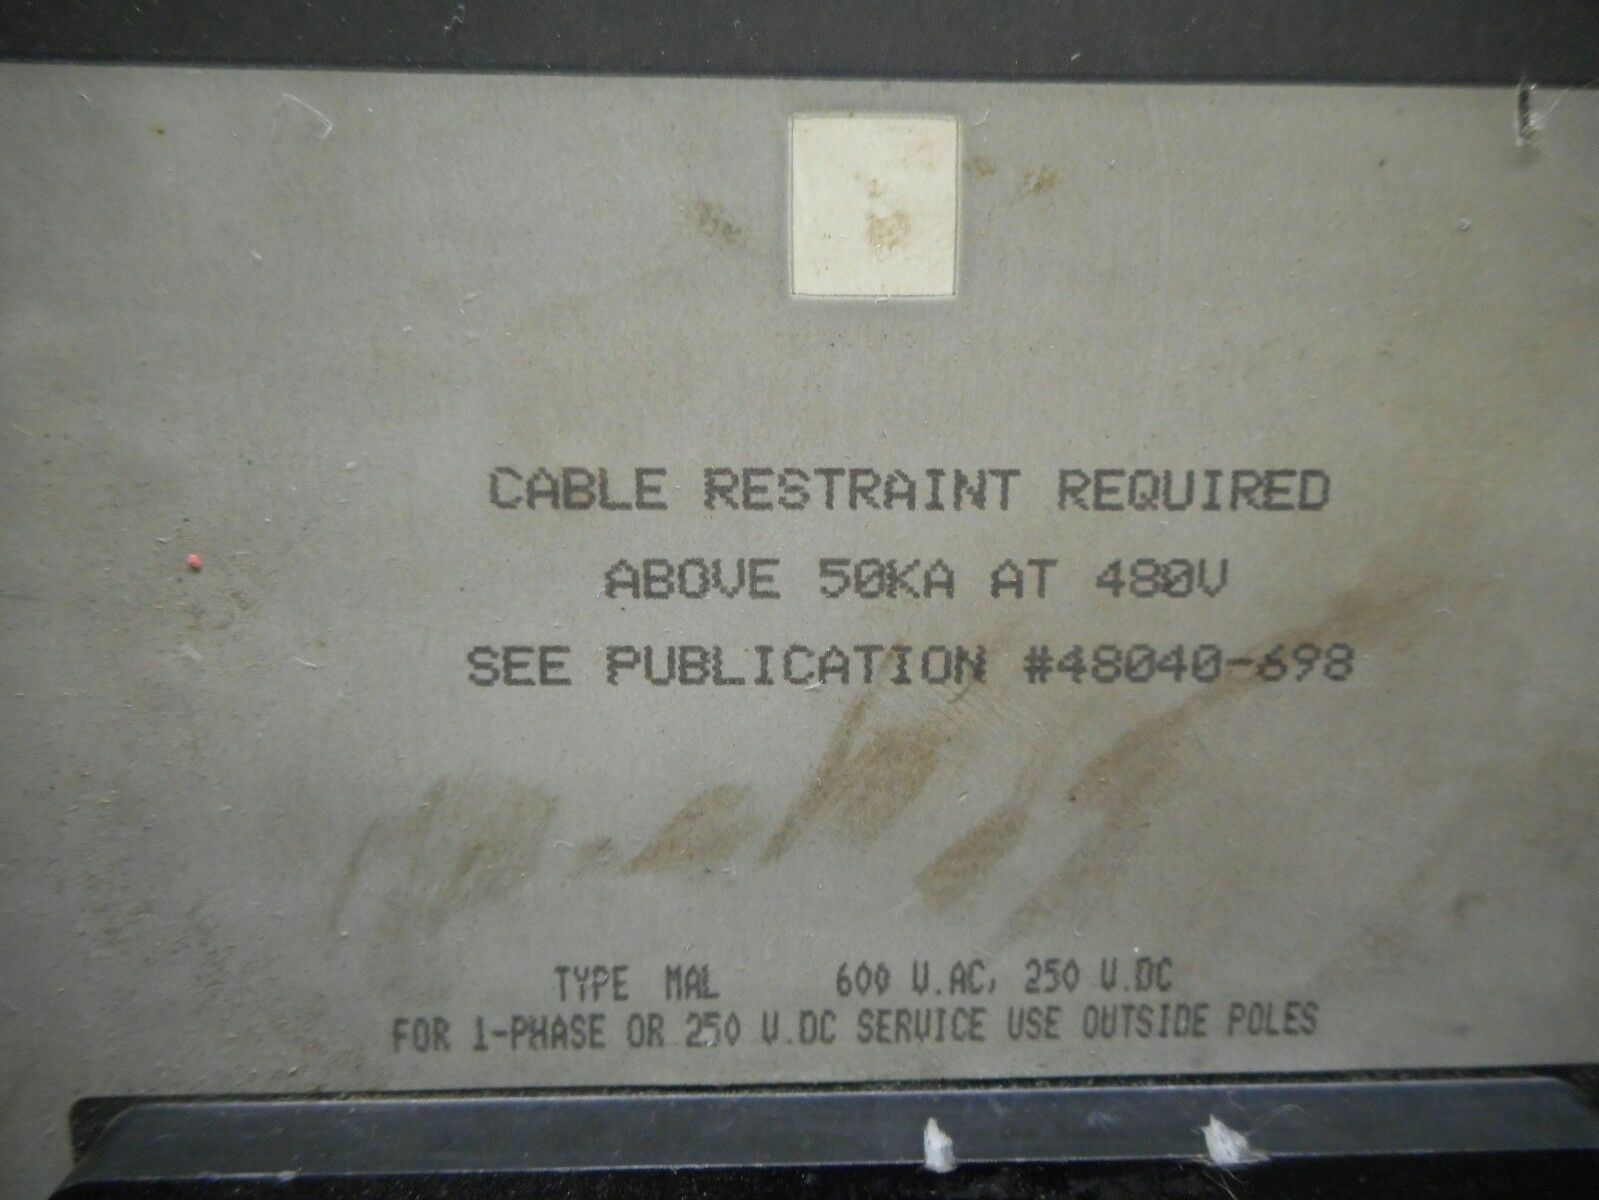 CABLE RESTRAINT REQUIRED
ABOVE 50KA AT 480V
SEE PUBLICATION #48040-698
TYPE MAL 600 V.AC, 250 V.DC
FOR 1-PHASE OR 250 V.DC SERVICE USE OUTSIDE POLES